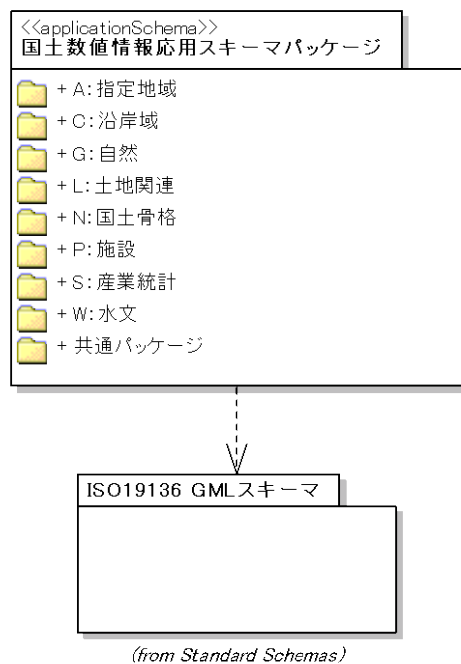 <<applicationSchema>>
国土数値情報応用スキーマパッケージ
+ A:指定地域
+ C:沿岸域
+ G:自然
+ L:土地関連
+ N:国土骨格
+ P:施設
+ S:産業統計
+ W:水文
+ 共通パッケージ
ISO19136 GMLスキーマ
(from Standard Schemas)